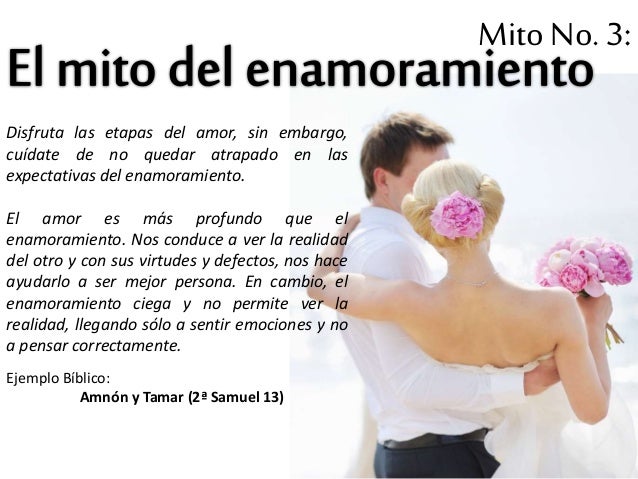 Mito No. 3:
El mito del enamoramiento
Disfruta las etapas del amor, sin embargo,
cuídate de no quedar atrapado en las
expectativas del enamoramiento.
El amor es más profundo que el
enamoramiento. Nos conduce a ver la realidad
del otro y con sus virtudes y defectos, nos hace
ayudarlo a ser mejor persona. En cambio, el
enamoramiento ciega y no permite ver la
realidad, llegando sólo a sentir emociones y no
a pensar correctamente.
Ejemplo Bíblico:
Amnón y Tamar (2ª Samuel 13)